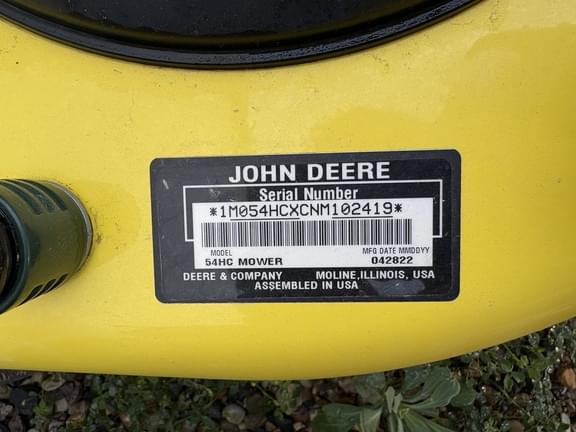 JOHN DEERE
Serial Number
*1M054HCXCNM102419*
MODEL MFG DATE MMDDYY
54HC MOWER 042822
DEERE & COMPANY MOLINE,ILLINOIS, USA
ASSEMBLED IN USA